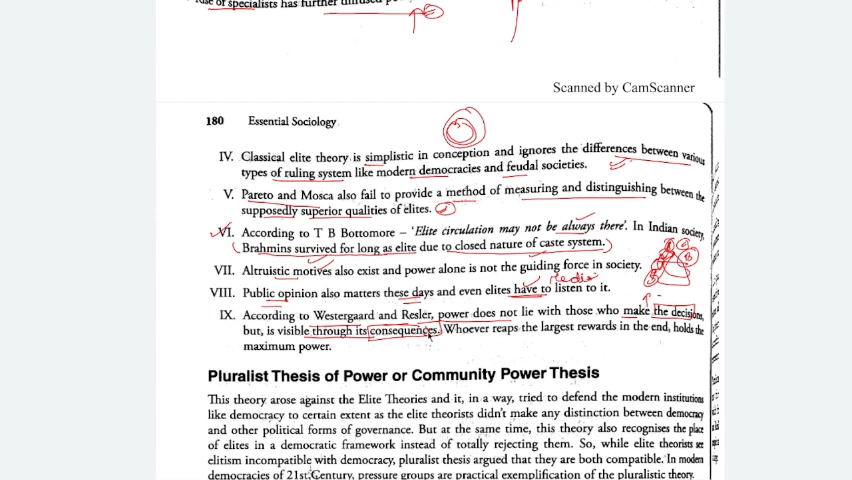 use of specialists has further diffused
Scanned by CamScanner
180 Essential Sociology
IV. Classical elite theory is simplistic in conception and ignores the differences between various
types of ruling system like modern democracies and feudal societies.
V. Pareto and Mosca also fail to provide a method of measuring and distinguishing between the
supposedly superior qualities of elites.
VI. According to T B Bottomore – 'Elite circulation may not be always there'. In Indian society,
Brahmins survived for long as elite due to closed nature of caste system.
VII. Altruistic motives also exist and power alone is not the guiding force in society.
VIII. Public opinion also matters these days and even elites have to listen to it.
IX. According to Westergaard and Resler, power does not lie with those who make the decisions,
but, is visible through its consequences. Whoever reaps the largest rewards in the end, holds the
maximum power.
Pluralist Thesis of Power or Community Power Thesis
This theory arose against the Elite Theories and it, in a way, tried to defend the modern institutions
like democracy to certain extent as the elite theorists didn't make any distinction between democracy
and other political forms of governance. But at the same time, this theory also recognises the place
of elites in a democratic framework instead of totally rejecting them. So, while elite theorists see
elitism incompatible with democracy, pluralist thesis argued that they are both compatible. In modern
democracies of 21st Century, pressure groups are practical exemplification of the pluralistic theory.